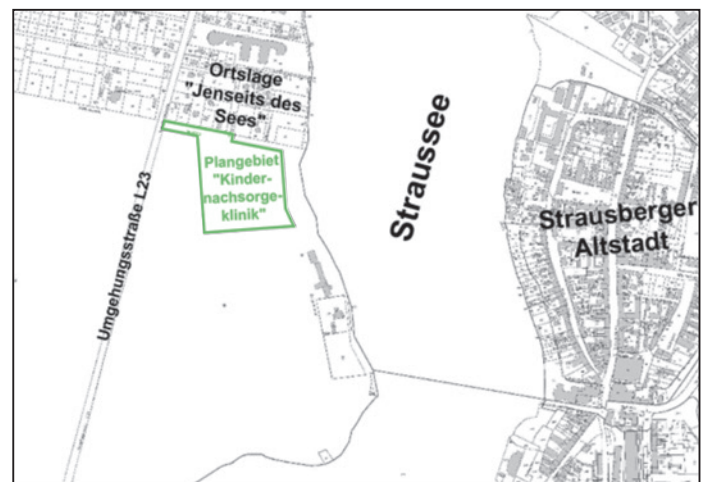 Ortslage
"Jenseits des
Sees"
Plangebiet
"Kinder-
nachsorge-
klinik"
Umgehungsstraße L23
Straussee
Strausberger
Altstadt